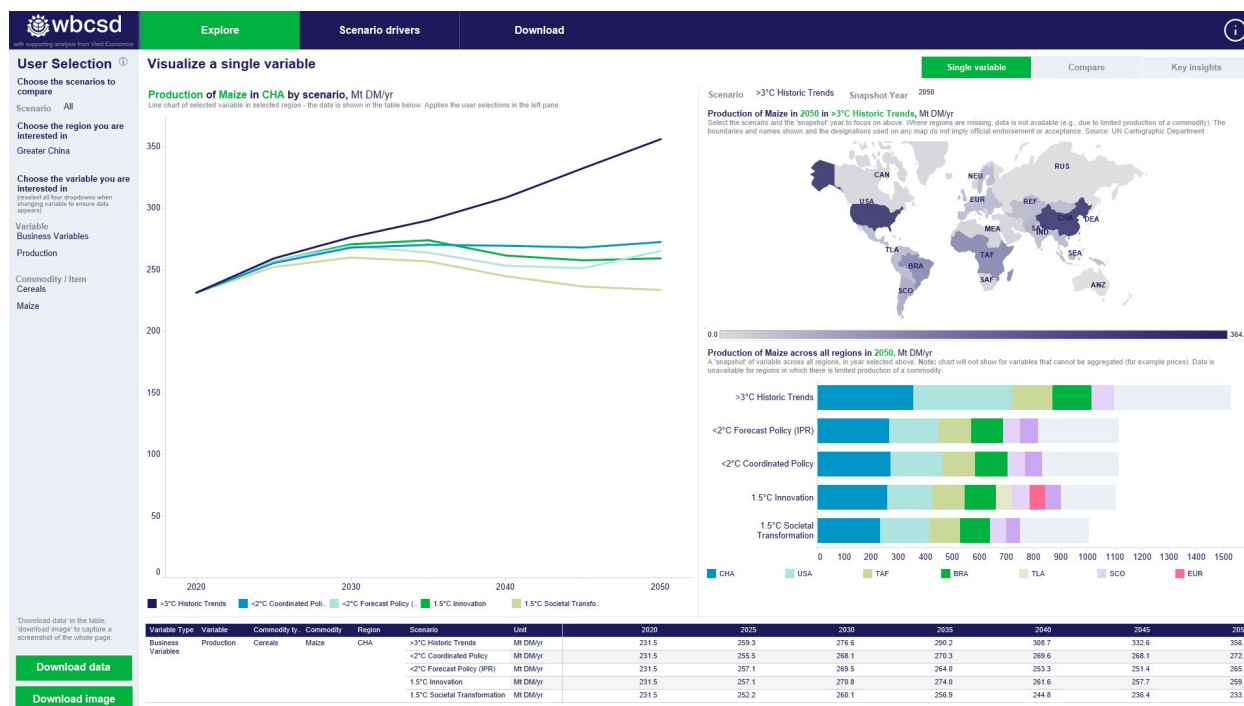 wbcsd
with supporting analysis from Vivid Economics
Explore
Scenario drivers
Download
User Selection
Choose the scenarios to
compare
Scenario All
Choose the region you are
interested in
Greater China
Choose the variable you are
interested in
(reselect all four dropdowns when
changing variable to ensure data
appears)
Variable
Business Variables
Production
Commodity / Item
Cereals
Maize
'Download data' in the table;
'download image' to capture a
screenshot of the whole page.
Download data
Download image
Visualize a single variable
Single variable
Compare
Key insights
Production of Maize in CHA by scenario, Mt DM/yr
Line chart of selected variable in selected region - the data is shown in the table below. Applies the user selections in the left pane.
350
300
250
200
150
100
50
0
2020 2030 2040 2050
>3°C Historic Trends <2°C Coordinated Poli.. <2°C Forecast Policy (.. 1.5°C Innovation 1.5°C Societal Transfo..
Scenario >3°C Historic Trends Snapshot Year 2050
Production of Maize in 2050 in >3°C Historic Trends, Mt DM/yr
Select the scenario and the 'snapshot' year to focus on above. Where regions are missing, data is not available (e.g., due to limited production of a commodity). The
boundaries and names shown and the designations used on any map do not imply official endorsement or acceptance. Source: UN Cartographic Department
RUS
CAN
NEU
USA
EUR
REF
CHA
DEA
MEA
IND
TLA
TAF
SEA
BRA
SAF
SCO
ANZ
0.0 364.
Production of Maize across all regions in 2050, Mt DM/yr
A 'snapshot' of variable across all regions, in year selected above. Note: chart will not show for variables that cannot be aggregated (for example prices). Data is
unavailable for regions in which there is limited production of a commodity.
>3°C Historic Trends
<2°C Forecast Policy (IPR)
<2°C Coordinated Policy
1.5°C Innovation
1.5°C Societal
Transformation
0 100 200 300 400 500 600 700 800 900 1000 1100 1200 1300 1400 1500
CHA USA TAF BRA TLA SCO EUR
Variable Type Variable Commodity ty.. Commodity Region Scenario Unit 2020 2025 2030 2035 2040 2045 205
Business Production Cereals Maize CHA >3°C Historic Trends Mt DM/yr 231.5 259.3 276.6 290.2 308.7 332.6 356.
Variables
<2°C Coordinated Policy Mt DM/yr 231.5 255.5 268.1 270.3 269.6 268.1 272.
<2°C Forecast Policy (IPR) Mt DM/yr 231.5 257.1 269.5 264.0 253.3 251.4 265.
1.5°C Innovation Mt DM/yr 231.5 257.1 270.8 274.0 261.6 257.7 259.
1.5°C Societal Transformation Mt DM/yr 231.5 252.2 260.1 256.9 244.8 236.4 233.